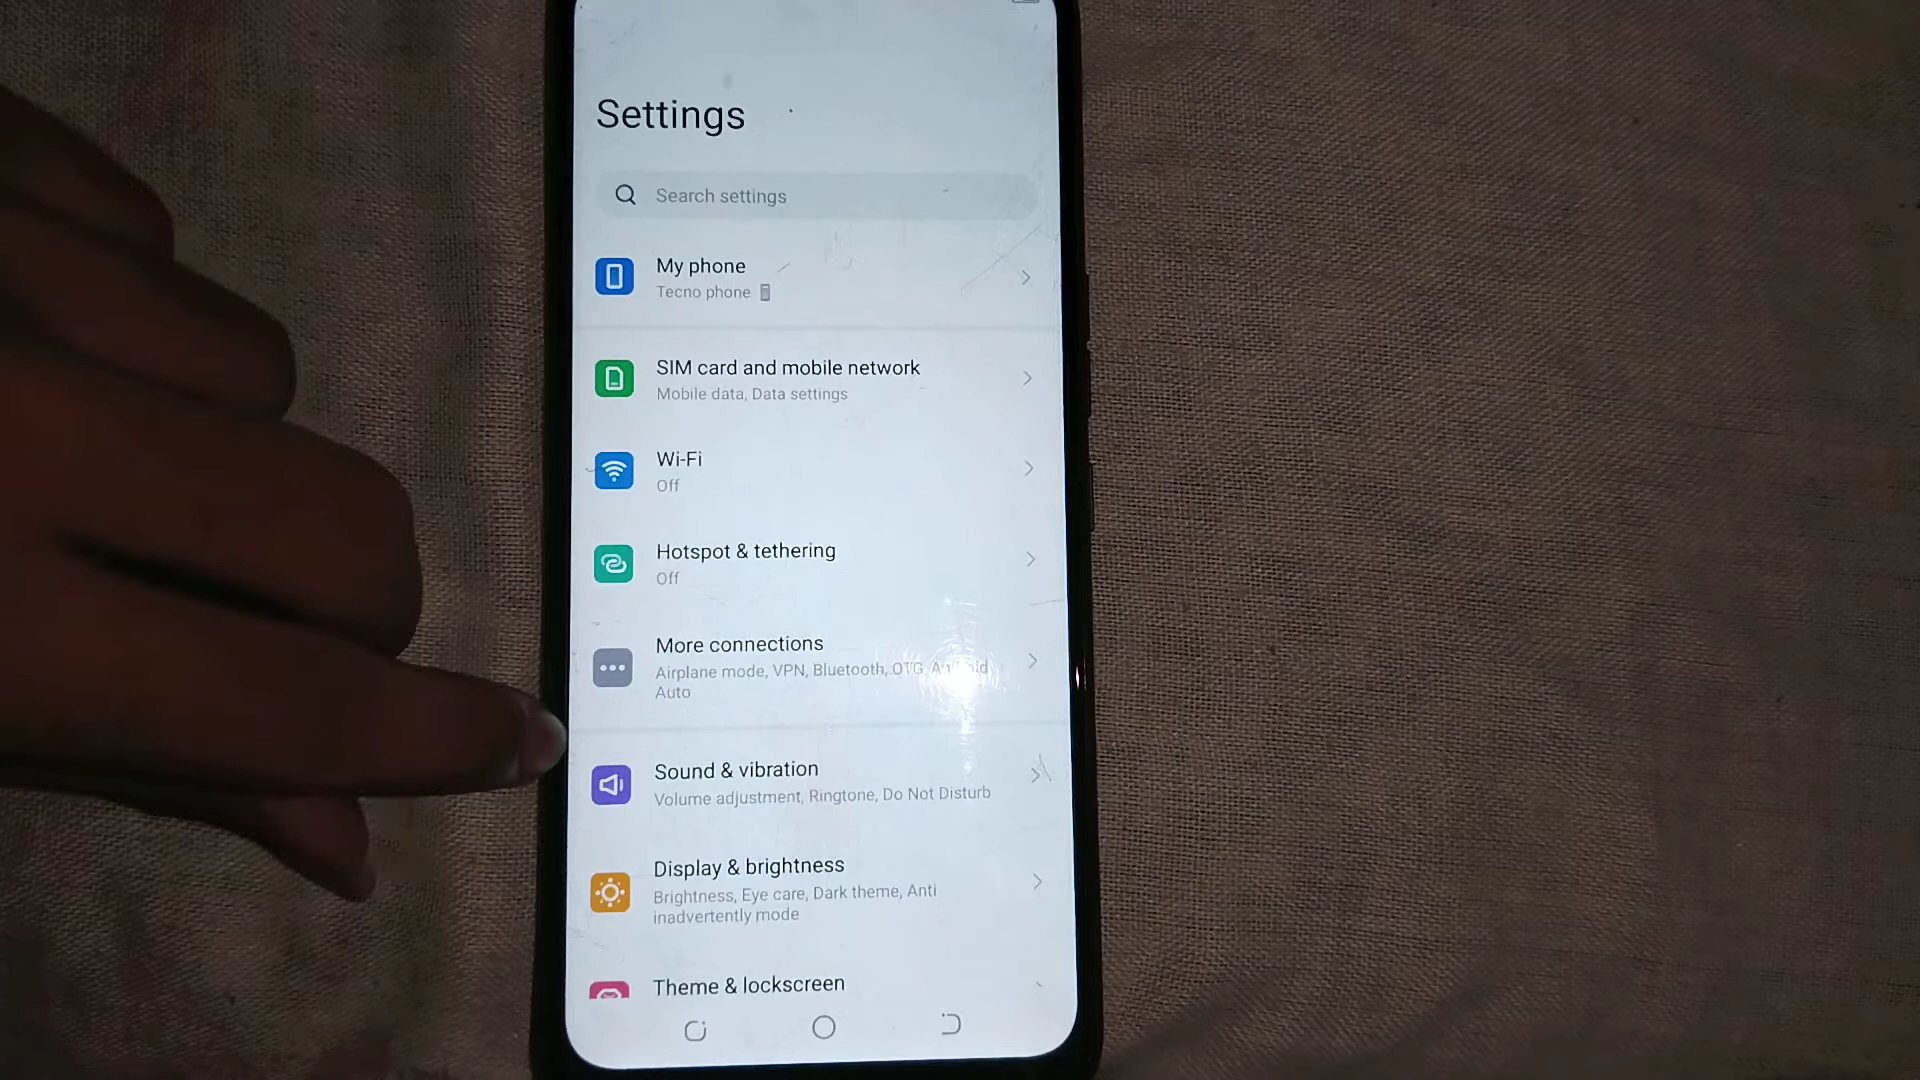 Settings
Search settings
My phone
Tecno phone
SIM card and mobile network
Mobile data, Data settings
Wi-Fi
Off
Hotspot & tethering
Off
More connections
Airplane mode, VPN, Bluetooth, OTG, Android
Auto
Sound & vibration
Volume adjustment, Ringtone, Do Not Disturb
Display & brightness
Brightness, Eye care, Dark theme, Anti
inadvertently mode
Theme & lockscreen